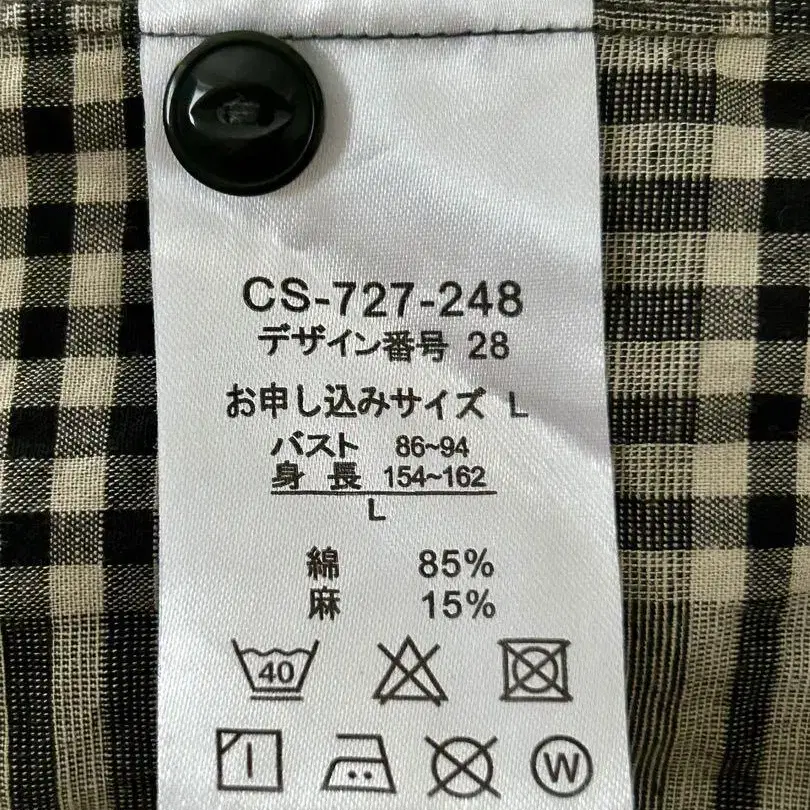 CS-727-248
デザイン番号 28
お申し込みサイズ L
バスト 86~94
身 長 154~162
L
綿 85%
麻 15%
40
W